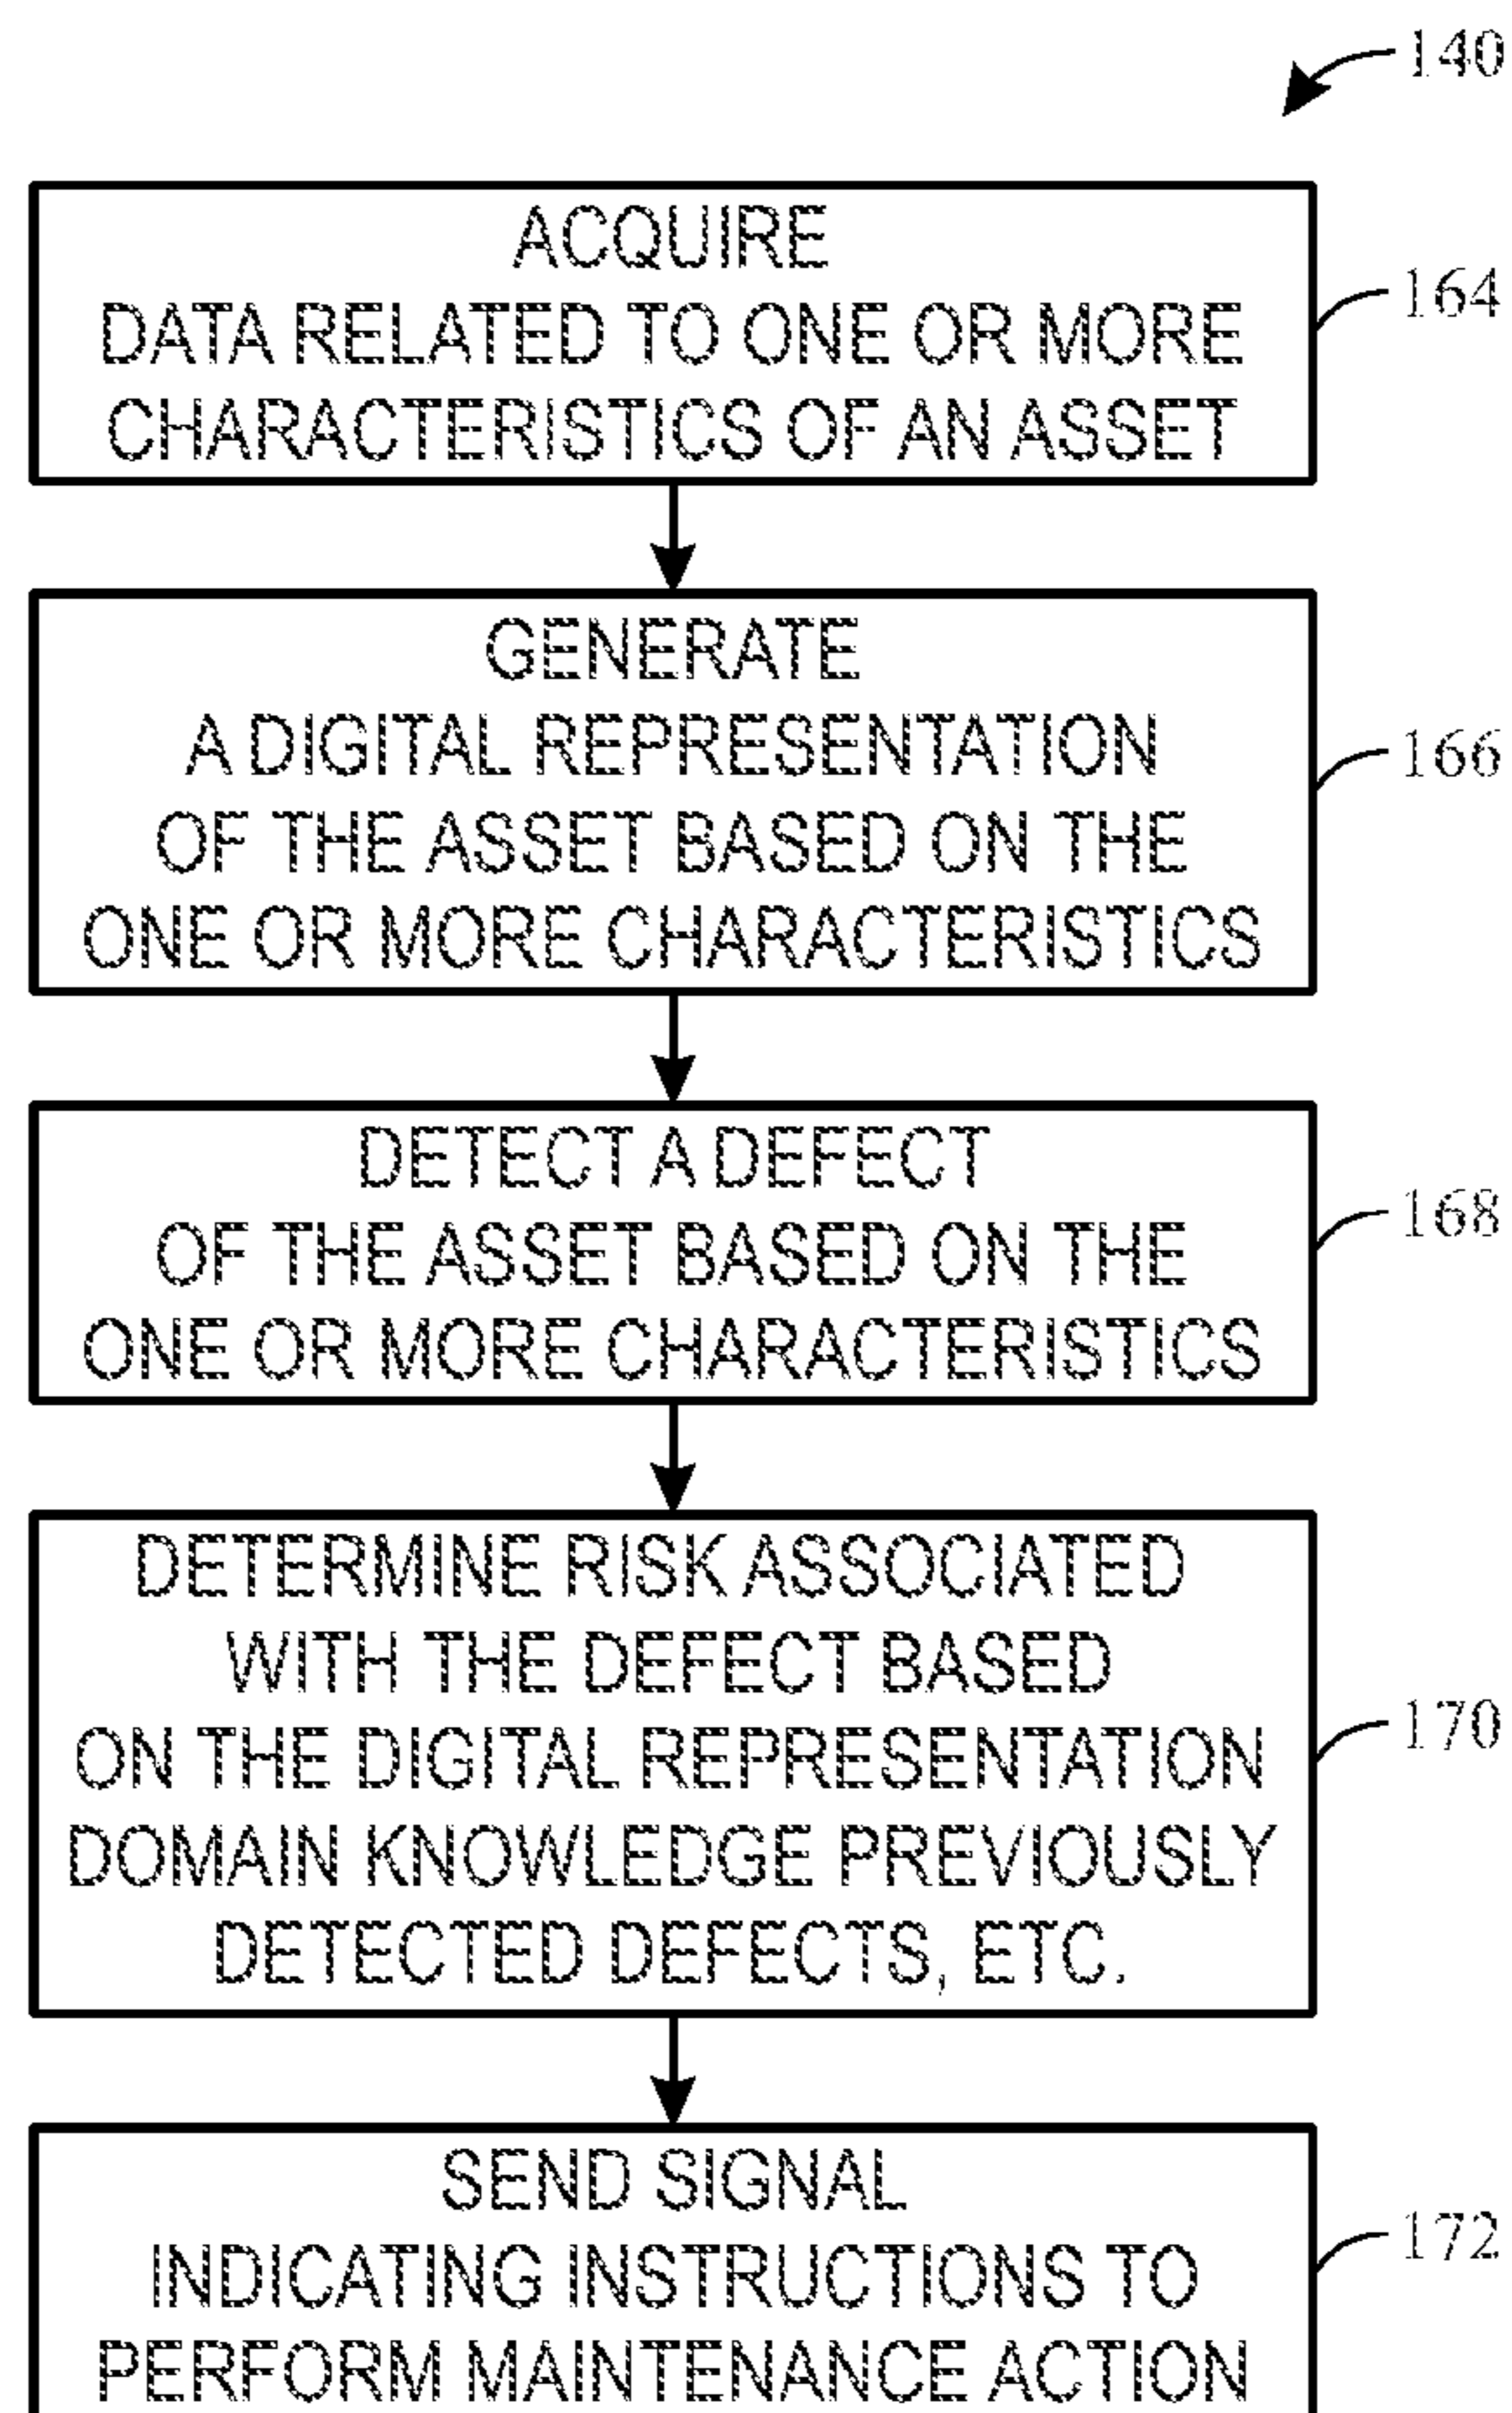 140
ACQUIRE
DATA RELATED TO ONE OR MORE
CHARACTERISTICS OF AN ASSET
164
GENERATE
A DIGITAL REPRESENTATION
OF THE ASSET BASED ON THE
ONE OR MORE CHARACTERISTICS
166
DETECT A DEFECT
OF THE ASSET BASED ON THE
ONE OR MORE CHARACTERISTICS
168
DETERMINE RISK ASSOCIATED
WITH THE DEFECT BASED
ON THE DIGITAL REPRESENTATION
DOMAIN KNOWLEDGE PREVIOUSLY
DETECTED DEFECTS, ETC.
170
SEND SIGNAL
INDICATING INSTRUCTIONS TO
PERFORM MAINTENANCE ACTION
172